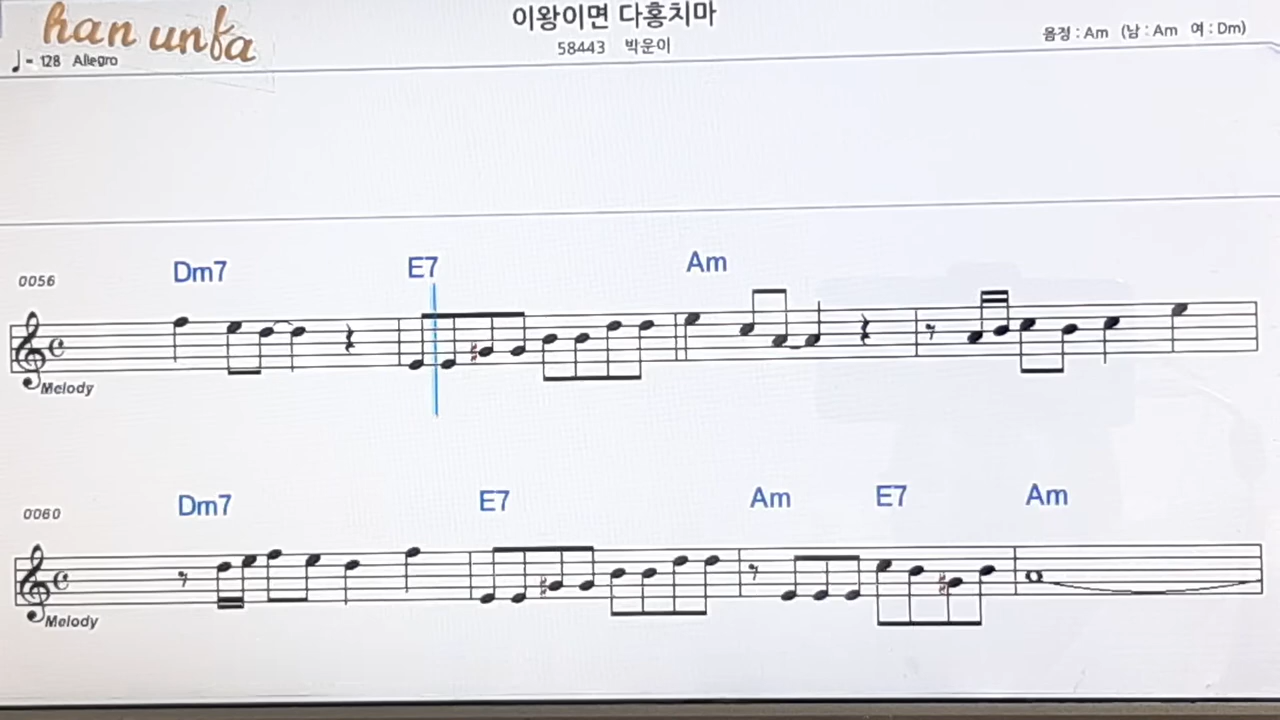 han unfa
이왕이면 다홍치마
58443 박운이
음정 : Am (남 : Am 여 : Dm)
♩ = 128 Allegro
0056 Dm7 E7 Am
Melody
0060 Dm7 E7 Am E7 Am
Melody